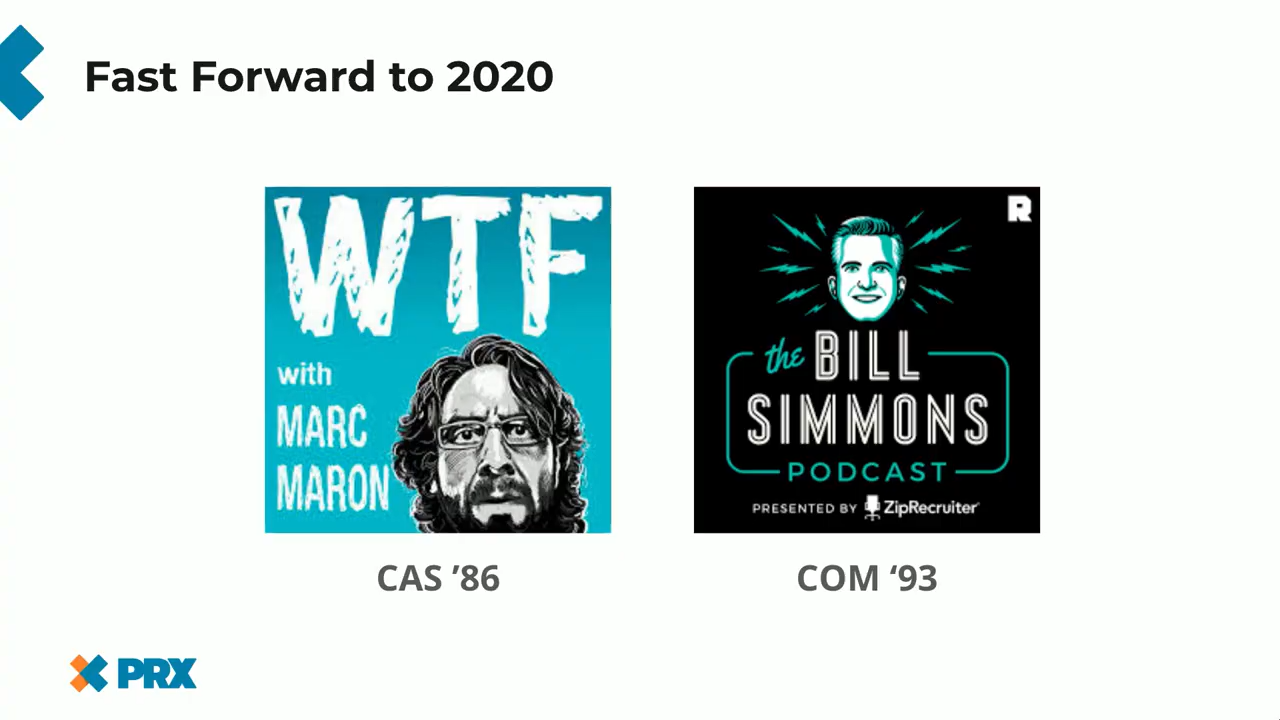 Fast Forward to 2020
WTF
with
MARC
MARON
R
the BILL
SIMMONS
PODCAST
PRESENTED BY ZipRecruiter
CAS ’86
COM ‘93
PRX